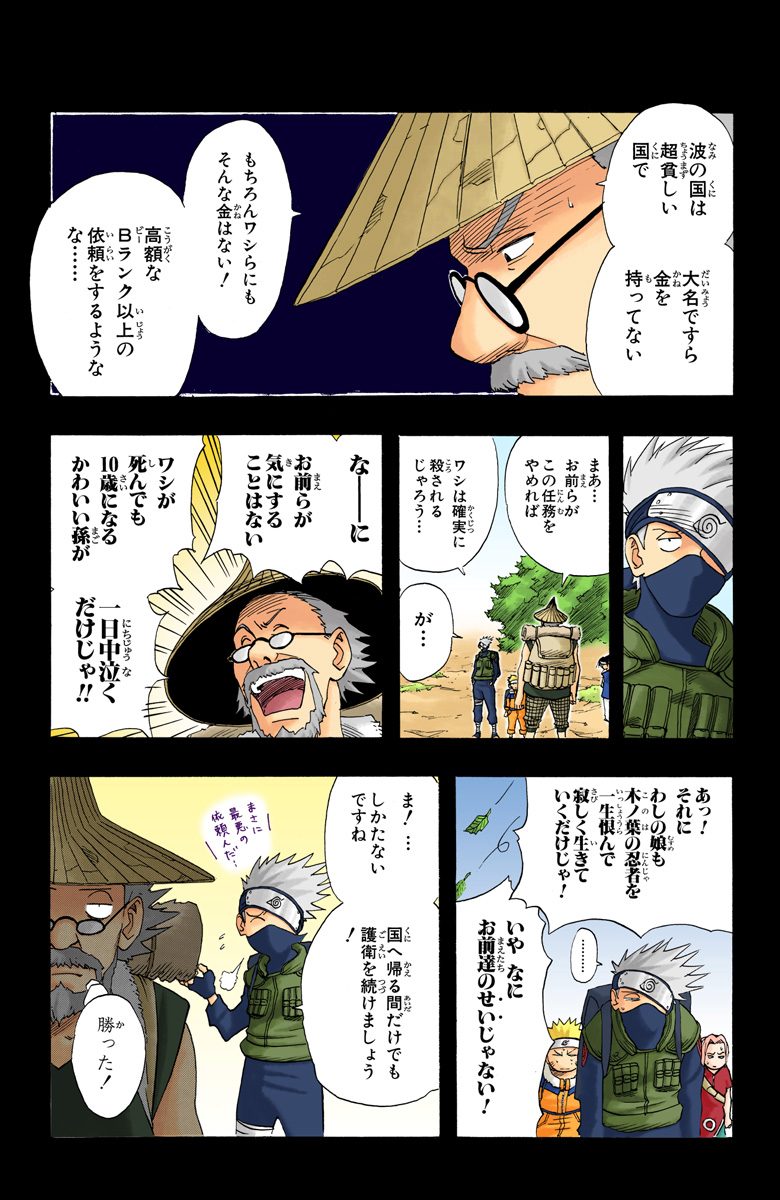 波の国は
超貧しい
国で
大名ですら
金を
持ってない
もちろんワシらにも
そんな金はない！
高額な
Ｂランク以上の
依頼をするような
な……
まあ…
お前らが
この任務を
やめれば
ワシは確実に
殺される
じゃろう…
が…
な──に
お前らが
気にする
ことはない
ワシが
死んでも
10歳になる
かわいい孫が
一日中泣く
だけじゃ!!
あっ！
それに
わしの娘も
木ノ葉の忍者を
一生恨んで
寂しく生きて
いくだけじゃ！
いや なに
お前達のせいじゃない！
………
ま！…
しかたない
ですね
国へ帰る間だけでも
護衛を続けましょう
！
まさに
最悪の
依頼人だ…
勝った！